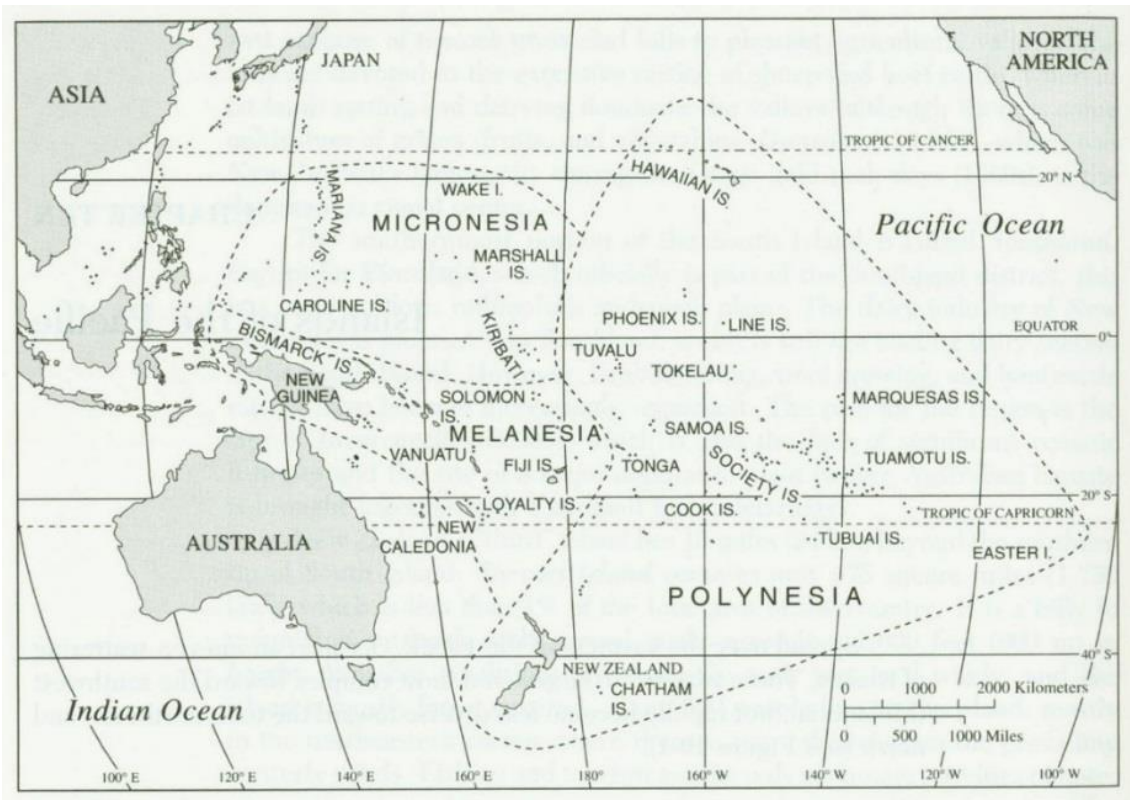 JAPAN
NORTH
AMERICA
ASIA
TROPIC OF CANCER
20° N
HAWAIIAN IS.
WAKE I.
MARIANA IS.
MICRONESIA
Pacific Ocean
MARSHALL
IS.
CAROLINE IS.
KIRIBATI
PHOENIX IS.
LINE IS.
EQUATOR
0°
BISMARCK IS.
TUVALU
TOKELAU
NEW
GUINEA
SOLOMON
IS.
MARQUESAS IS.
MELANESIA
SAMOA IS.
VANUATU
FIJI IS.
TONGA
SOCIETY IS.
TUAMOTU IS.
LOYALTY IS.
20° S
COOK IS.
TROPIC OF CAPRICORN
NEW
CALEDONIA
AUSTRALIA
TUBUAI IS.
EASTER I.
POLYNESIA
NEW ZEALAND
40° S
CHATHAM
IS.
Indian Ocean
0 1000 2000 Kilometers
0 500 1000 Miles
100° E 120° E 140° E 160° E 180° 160° W 140° W 120° W 100° W